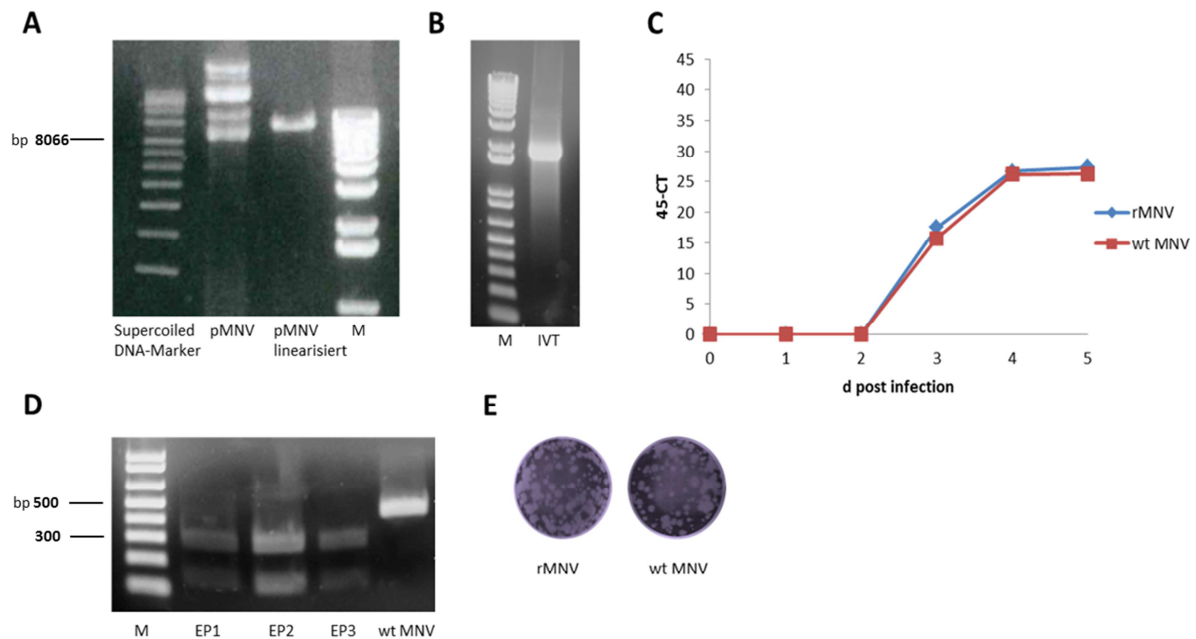 A
B
C
bp 8066
Supercoiled
DNA-Marker
pMNV
pMNV
linearisiert
M
M
IVT
45-CT
45
40
35
30
25
20
15
10
5
0
0
1
2
3
4
5
d post infection
rMNV
wt MNV
D
E
bp 500
300
M
EP1
EP2
EP3
wt MNV
rMNV
wt MNV